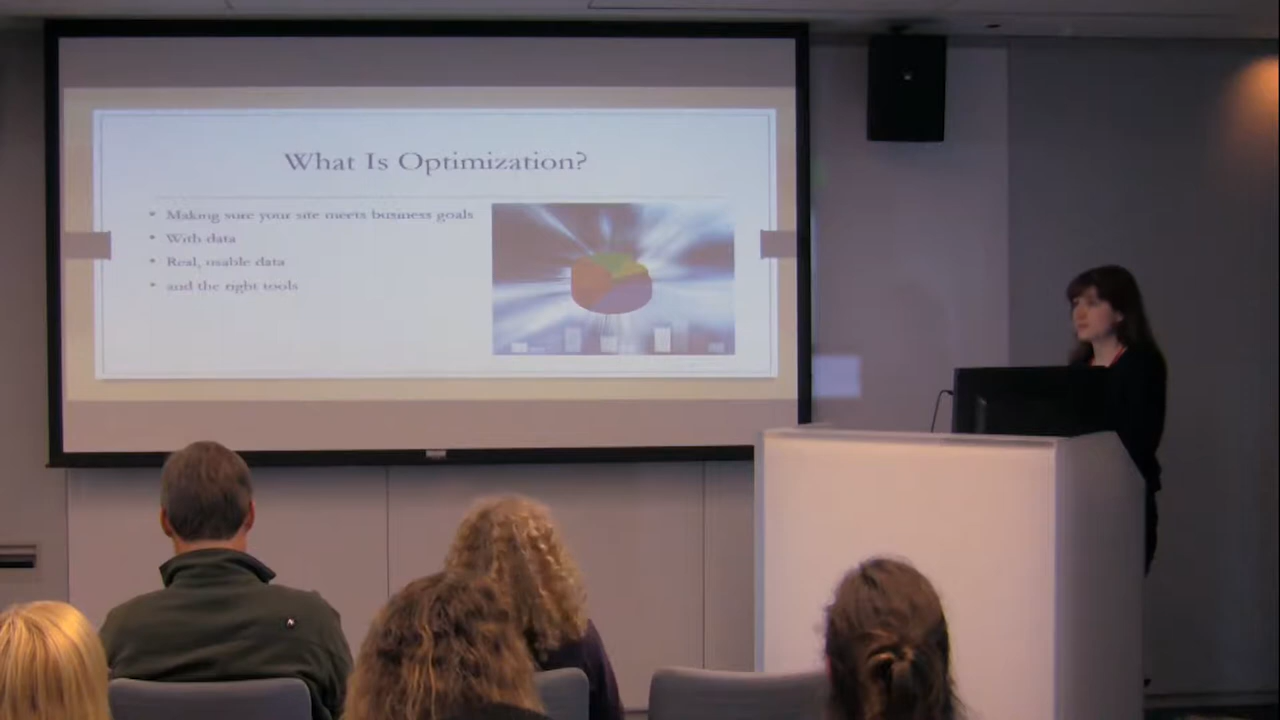 What Is Optimization?
• Making sure your site meets business goals
• With data
• Real, usable data
• and the right tools